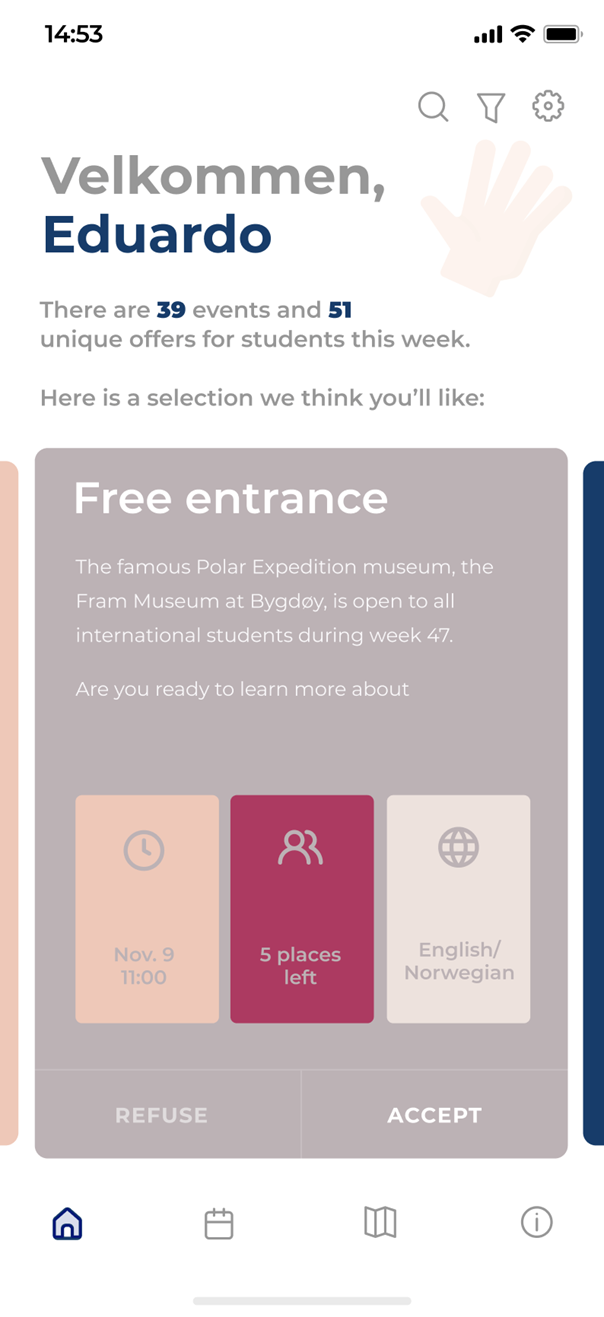 14:53
Velkommen,
Eduardo
There are 39 events and 51
unique offers for students this week.
Here is a selection we think you’ll like:
Free entrance
The famous Polar Expedition museum, the
Fram Museum at Bygdøy, is open to all
international students during week 47.
Are you ready to learn more about
Nov. 9
11:00
5 places
left
English/
Norwegian
REFUSE
ACCEPT